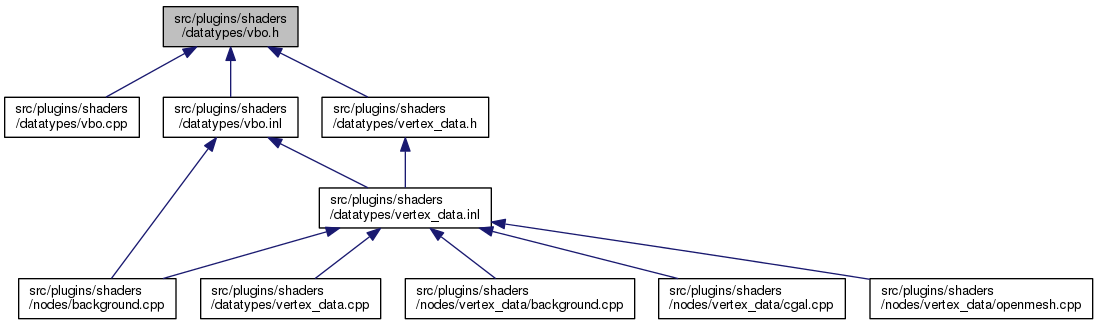 src/plugins/shaders
/datatypes/vbo.h
src/plugins/shaders
/datatypes/vbo.cpp
src/plugins/shaders
/datatypes/vbo.inl
src/plugins/shaders
/datatypes/vertex_data.h
src/plugins/shaders
/datatypes/vertex_data.inl
src/plugins/shaders
/nodes/background.cpp
src/plugins/shaders
/datatypes/vertex_data.cpp
src/plugins/shaders
/nodes/vertex_data/background.cpp
src/plugins/shaders
/nodes/vertex_data/cgal.cpp
src/plugins/shaders
/nodes/vertex_data/openmesh.cpp